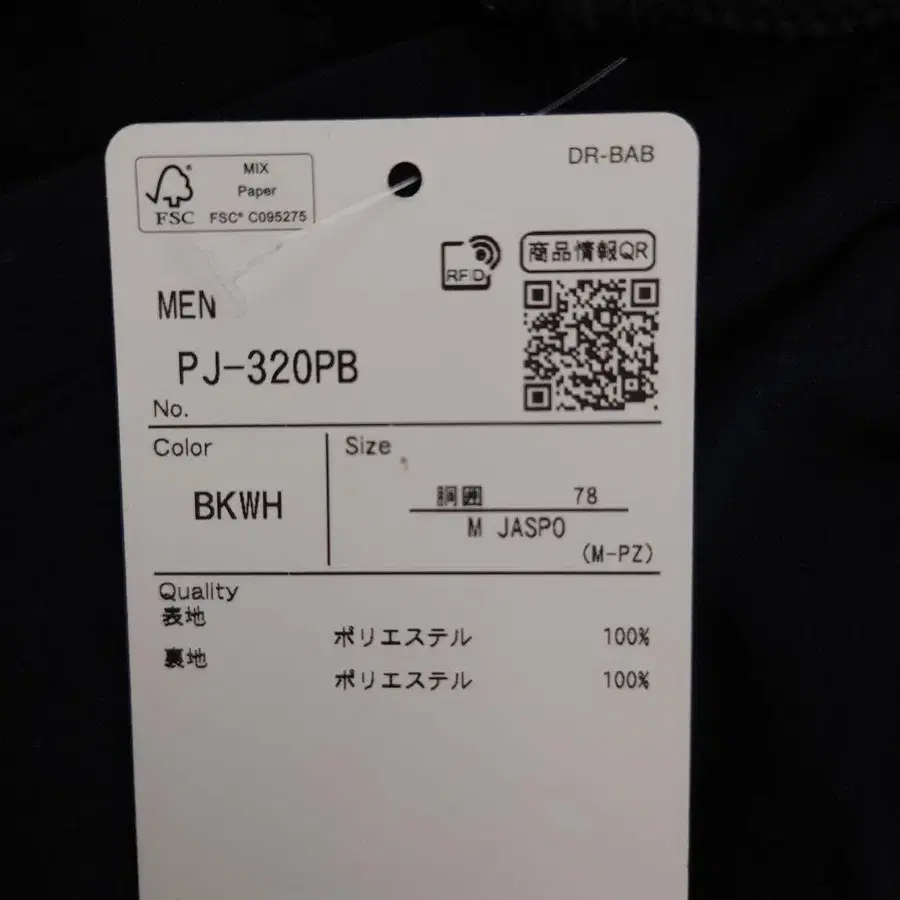 DR-BAB
MIX
Paper
FSC® C095275
FSC®
RFID
商品情報QR
MEN
PJ-320PB
No.
Color
BKWH
Size
胴囲 78
M JASPO
(M-PZ)
Quality
表地
ポリエステル 100%
裏地
ポリエステル 100%